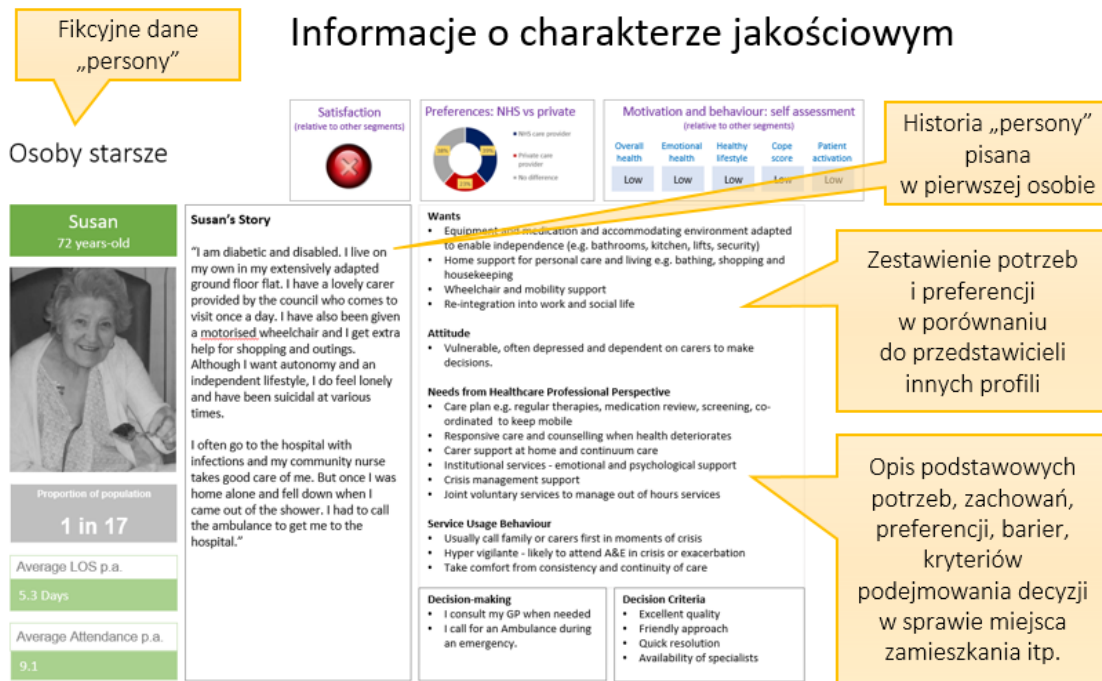 Fikcyjne dane
„persony”
Informacje o charakterze jakościowym
Osoby starsze
Satisfaction
(relative to other segments)
Preferences: NHS vs private
NHS care provider
Private care
provider
No difference
38%
39%
23%
Motivation and behaviour: self assessment
(relative to other segments)
Overall
health
Emotional
health
Healthy
lifestyle
Cope
score
Patient
activation
Low
Low
Low
Low
Low
Historia „persony”
pisana
w pierwszej osobie
Susan
72 years-old
Proportion of population
1 in 17
Average LOS p.a.
5.3 Days
Average Attendance p.a.
9.1
Susan’s Story
“I am diabetic and disabled. I live on
my own in my extensively adapted
ground floor flat. I have a lovely carer
provided by the council who comes to
visit once a day. I have also been given
a motorised wheelchair and I get extra
help for shopping and outings.
Although I want autonomy and an
independent lifestyle, I do feel lonely
and have been suicidal at various
times.
I often go to the hospital with
infections and my community nurse
takes good care of me. But once I was
home alone and fell down when I
came out of the shower. I had to call
the ambulance to get me to the
hospital.”
Wants
• Equipment and medication and accommodating environment adapted
to enable independence (e.g. bathrooms, kitchen, lifts, security)
• Home support for personal care and living e.g. bathing, shopping and
housekeeping
• Wheelchair and mobility support
• Re-integration into work and social life
Attitude
• Vulnerable, often depressed and dependent on carers to make
decisions.
Needs from Healthcare Professional Perspective
• Care plan e.g. regular therapies, medication review, screening, co-
ordinated to keep mobile
• Responsive care and counselling when health deteriorates
• Carer support at home and continuum care
• Institutional services - emotional and psychological support
• Crisis management support
• Joint voluntary services to manage out of hours services
Service Usage Behaviour
• Usually call family or carers first in moments of crisis
• Hyper vigilante - likely to attend A&E in crisis or exacerbation
• Take comfort from consistency and continuity of care
Decision-making
• I consult my GP when needed
• I call for an Ambulance during
an emergency.
Decision Criteria
• Excellent quality
• Friendly approach
• Quick resolution
• Availability of specialists
Zestawienie potrzeb
i preferencji
w porównaniu
do przedstawicieli
innych profili
Opis podstawowych
potrzeb, zachowań,
preferencji, barier,
kryteriów
podejmowania decyzji
w sprawie miejsca
zamieszkania itp.